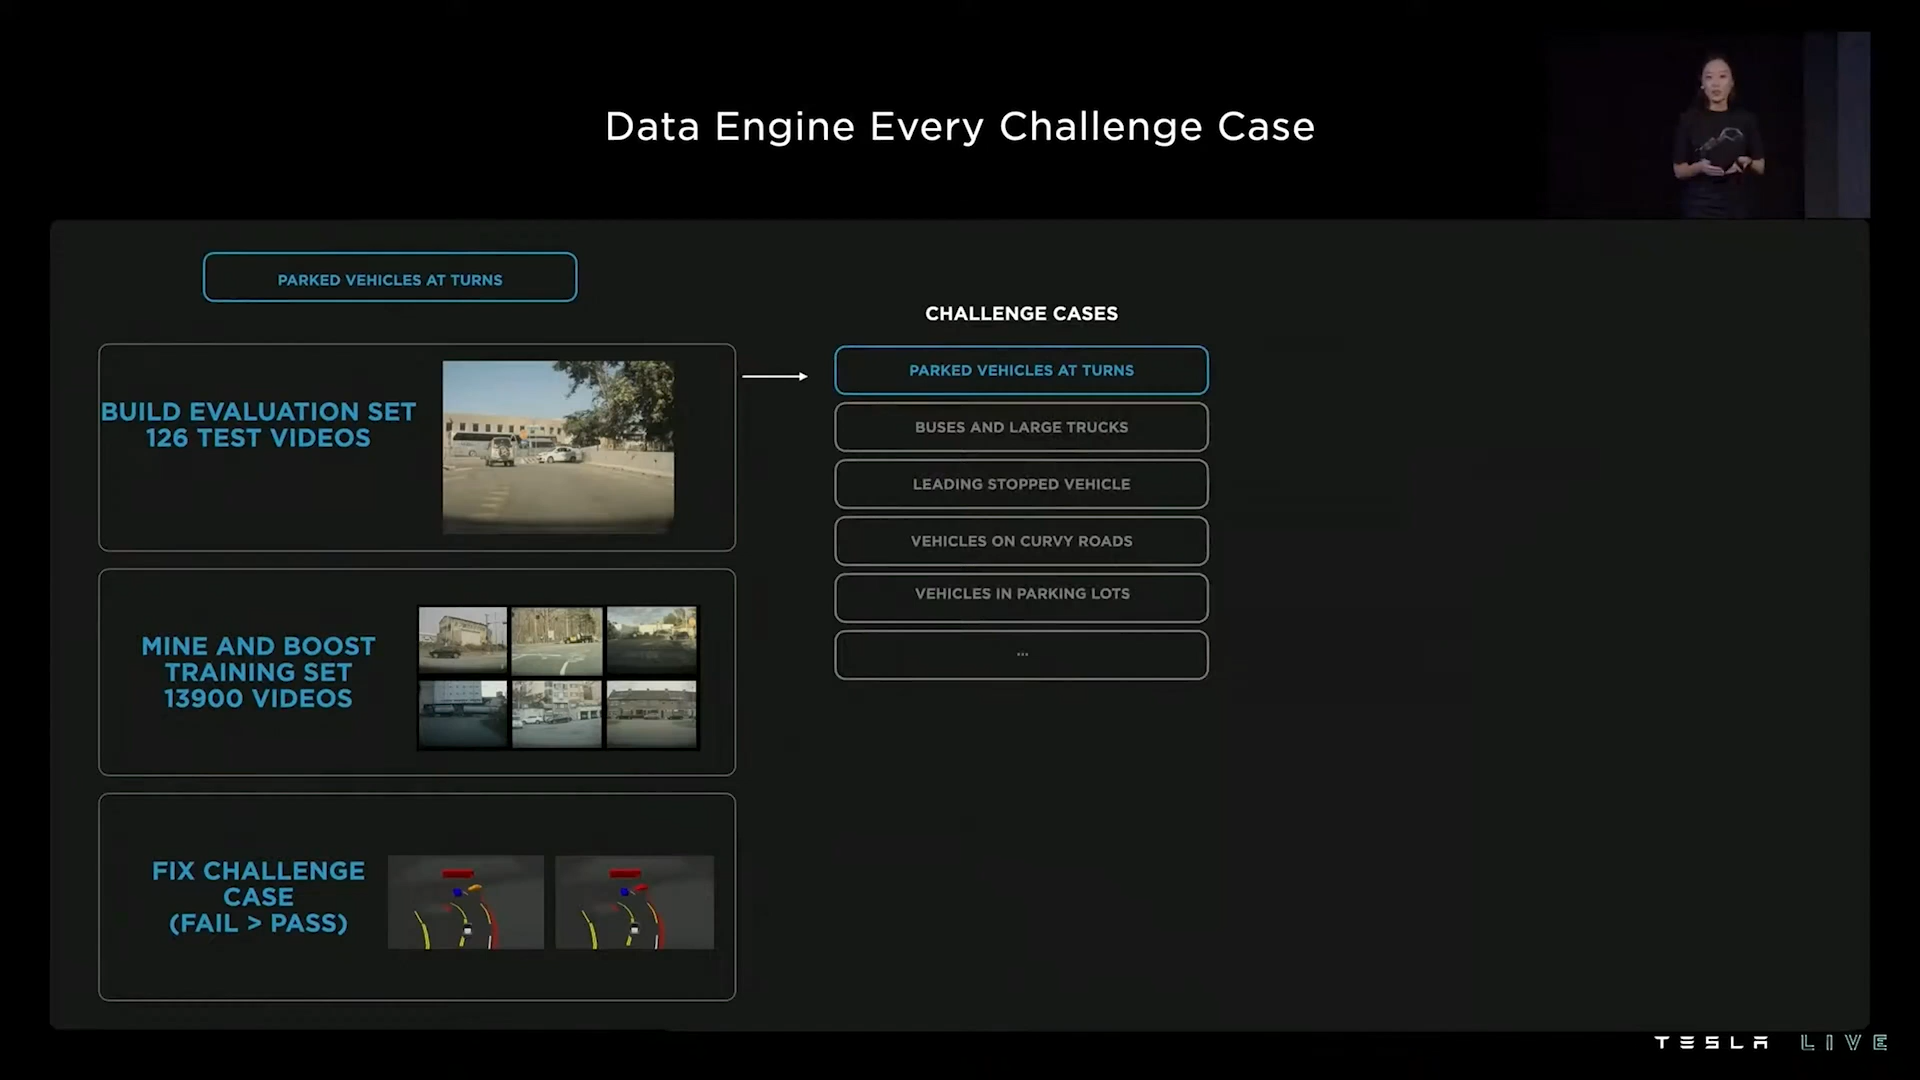 Data Engine Every Challenge Case
PARKED VEHICLES AT TURNS
BUILD EVALUATION SET
126 TEST VIDEOS
MINE AND BOOST
TRAINING SET
13900 VIDEOS
FIX CHALLENGE
CASE
(FAIL > PASS)
CHALLENGE CASES
PARKED VEHICLES AT TURNS
BUSES AND LARGE TRUCKS
LEADING STOPPED VEHICLE
VEHICLES ON CURVY ROADS
VEHICLES IN PARKING LOTS
...
TESLA LIVE